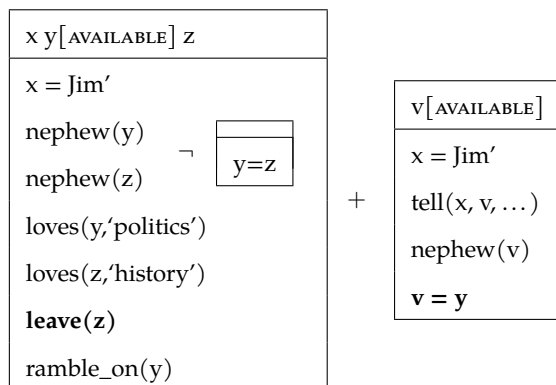 x y[AVAILABLE] z
x = Jim′
nephew(y)
¬
y=z
nephew(z)
loves(y,‘politics’)
loves(z,‘history’)
leave(z)
ramble_on(y)
+
v[AVAILABLE]
x = Jim′
tell(x, v, …)
nephew(v)
v = y